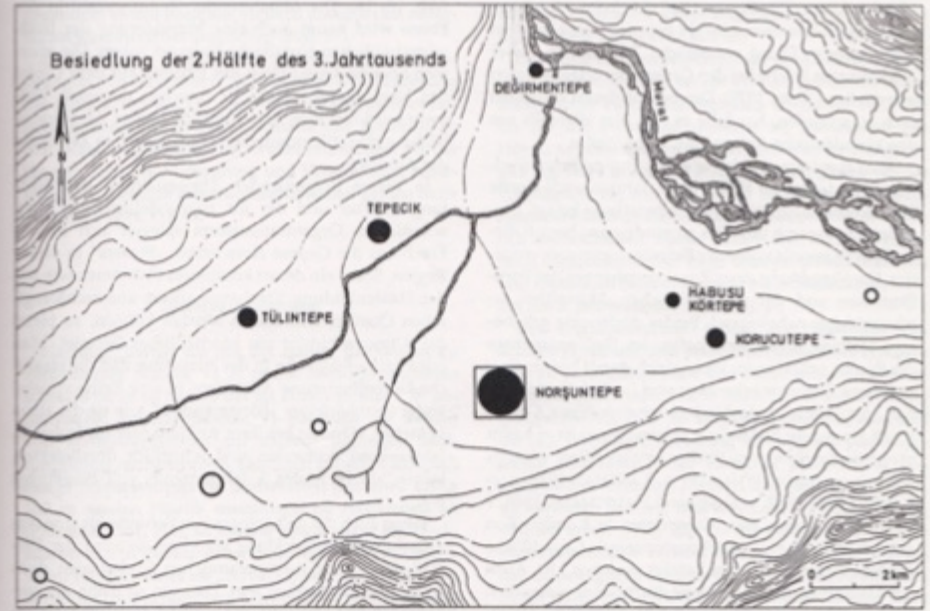 Besiedlung der 2.Hälfte des 3.Jahrtausends
N
DEĞIRMENTEPE
Murat
TEPECIK
TÜLINTEPE
HABUSU
KÖRTEPE
KORUCUTEPE
NORŞUNTEPE
0 2km